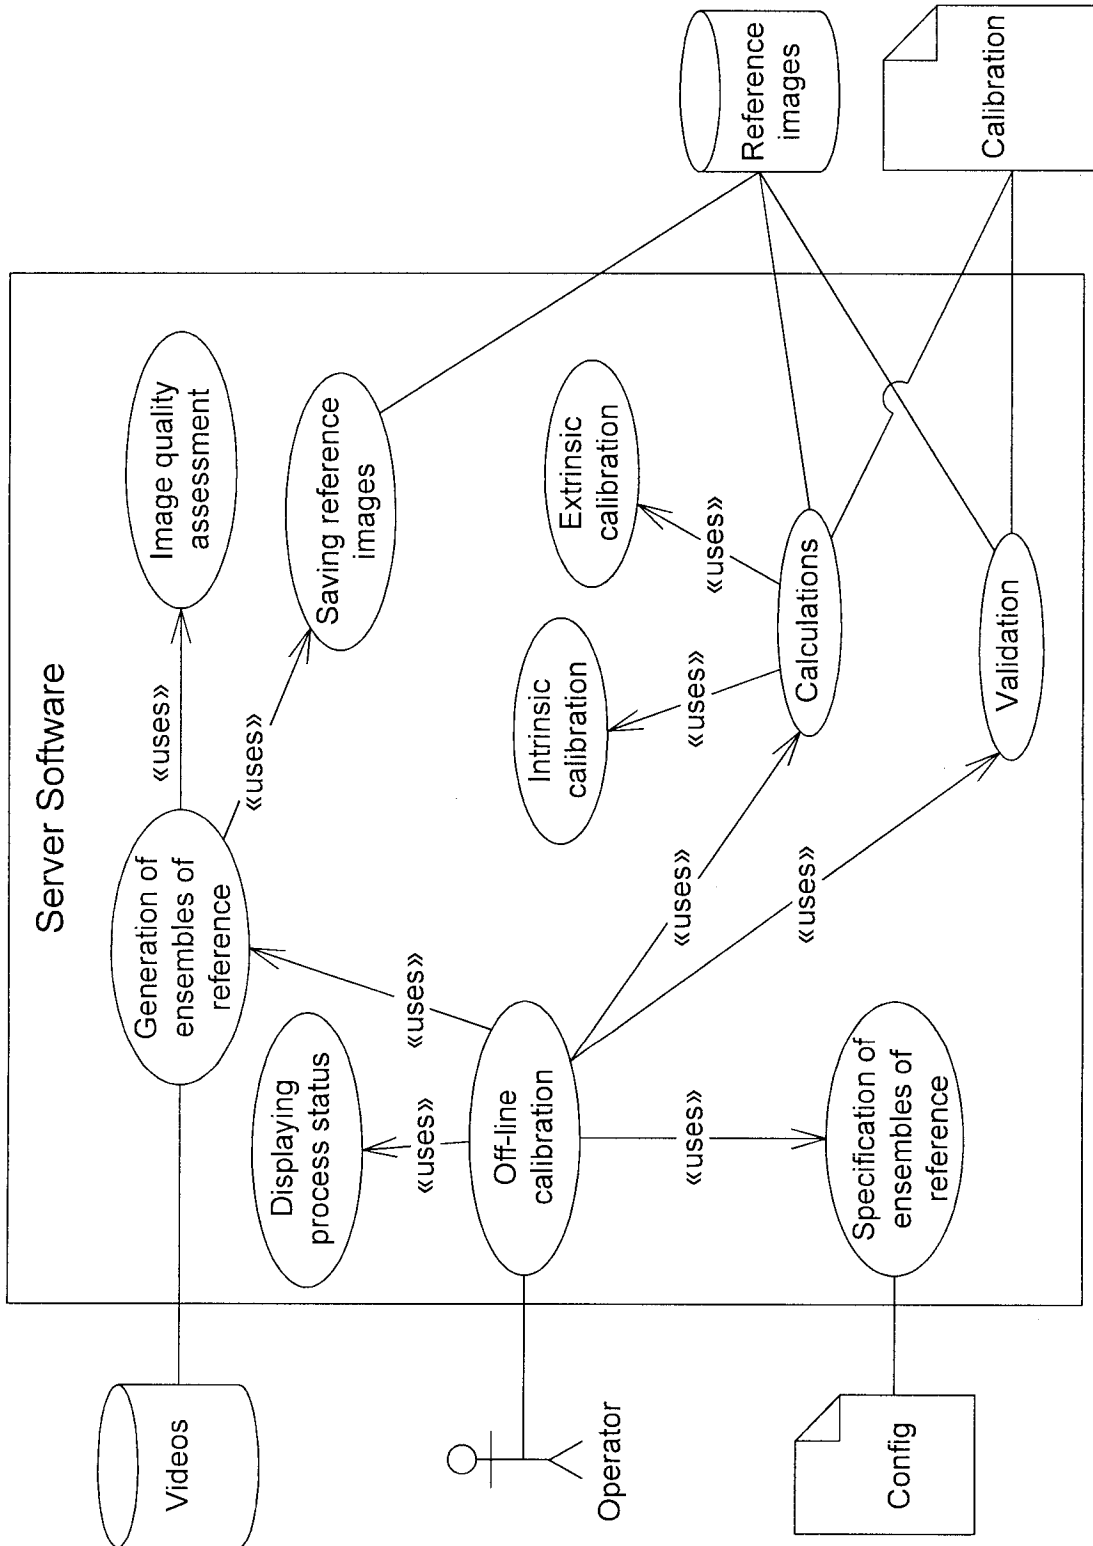 Server Software
Videos
Generation of
ensembles of
reference
«uses»
Image quality
assessment
«uses»
Saving reference
images
Displaying
process status
«uses»
«uses»
Operator
Off-line
calibration
«uses»
«uses»
«uses»
Intrinsic
calibration
Extrinsic
calibration
«uses»
«uses»
Calculations
Validation
Config
Specification of
ensembles of
reference
Reference
images
Calibration